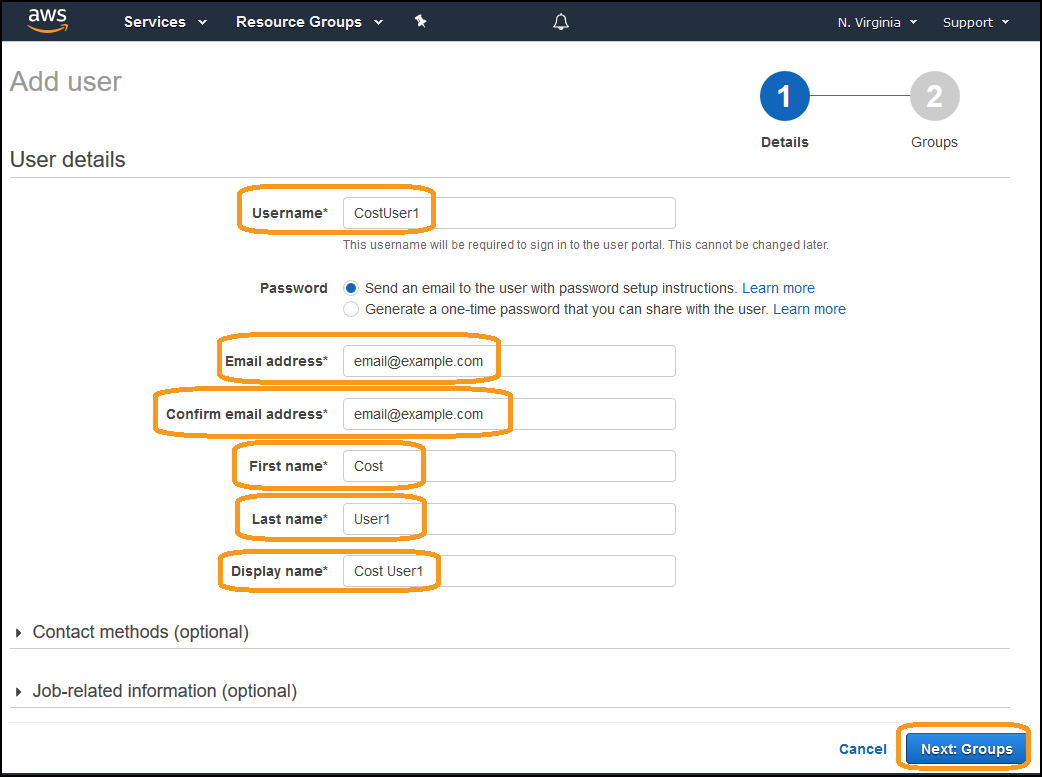 aws Services Resource Groups N. Virginia Support
Add user
1 2
Details Groups
User details
Username* CostUser1
This username will be required to sign in to the user portal. This cannot be changed later.
Password Send an email to the user with password setup instructions. Learn more
Generate a one-time password that you can share with the user. Learn more
Email address* email@example.com
Confirm email address* email@example.com
First name* Cost
Last name* User1
Display name* Cost User1
Contact methods (optional)
Job-related information (optional)
Cancel Next: Groups